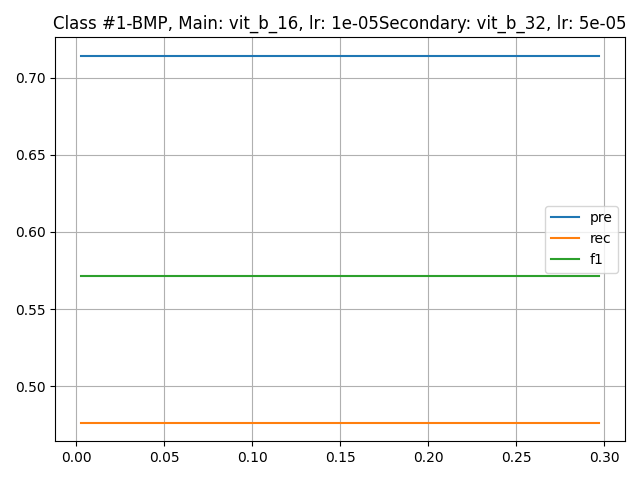 Class #1-BMP, Main: vit_b_16, lr: 1e-05Secondary: vit_b_32, lr: 5e-05
0.70
0.65
0.60
0.55
0.50
pre
rec
f1
0.00 0.05 0.10 0.15 0.20 0.25 0.30